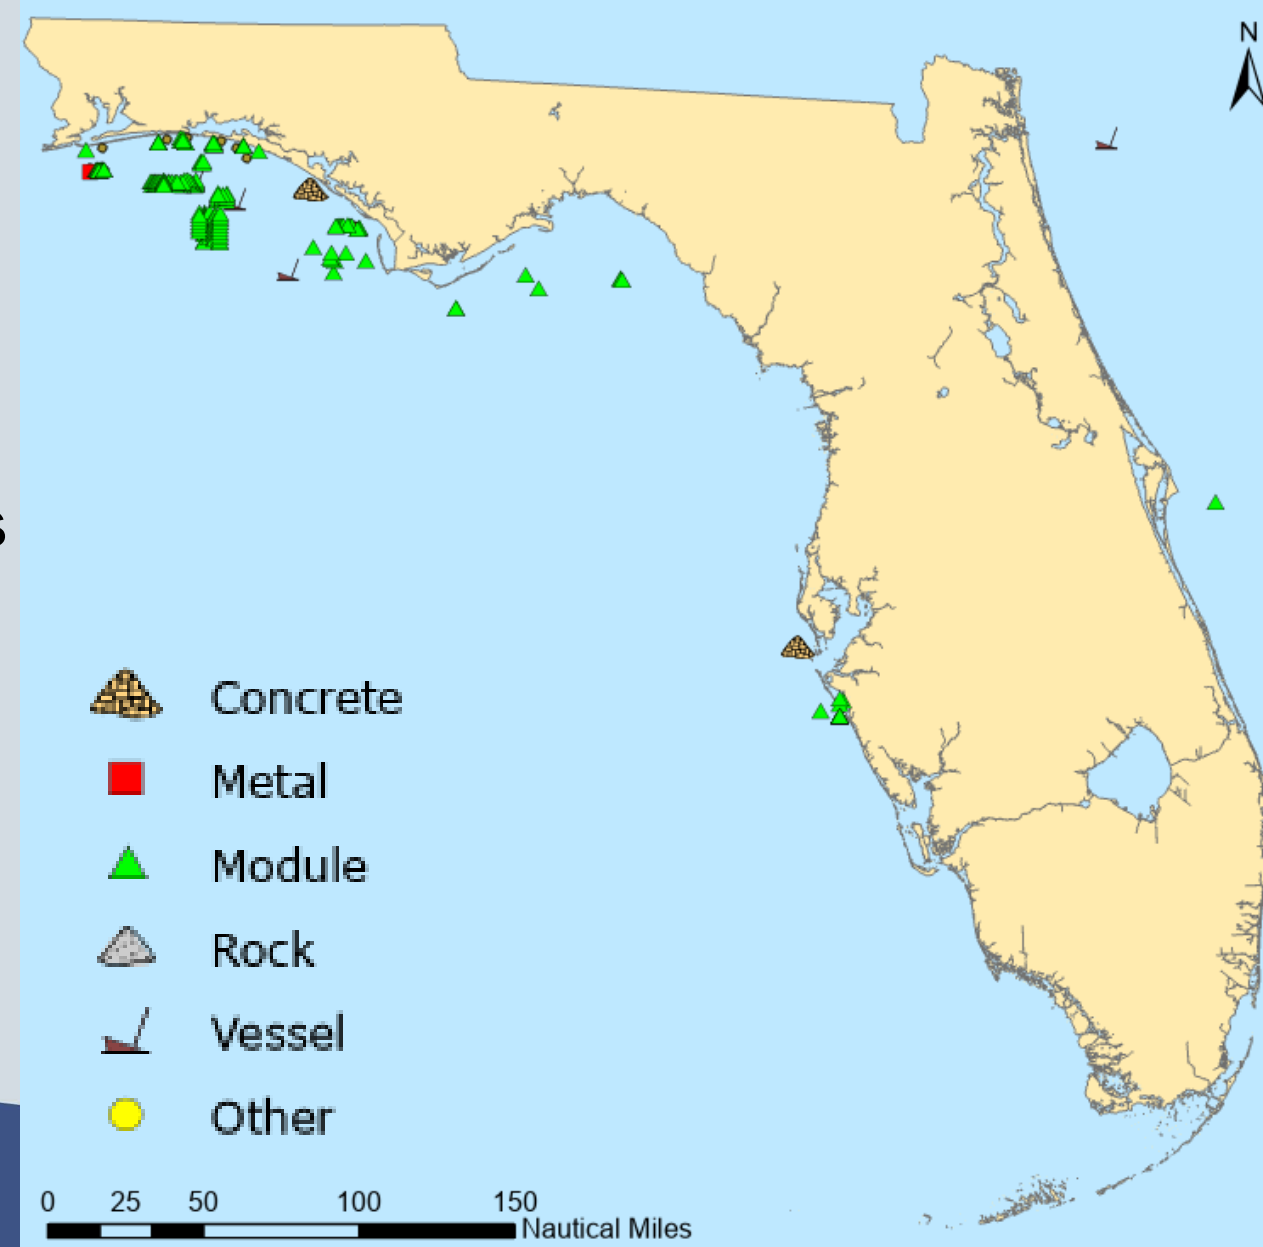 N
s
Concrete
Metal
Module
Rock
Vessel
Other
0 25 50 100 150
Nautical Miles